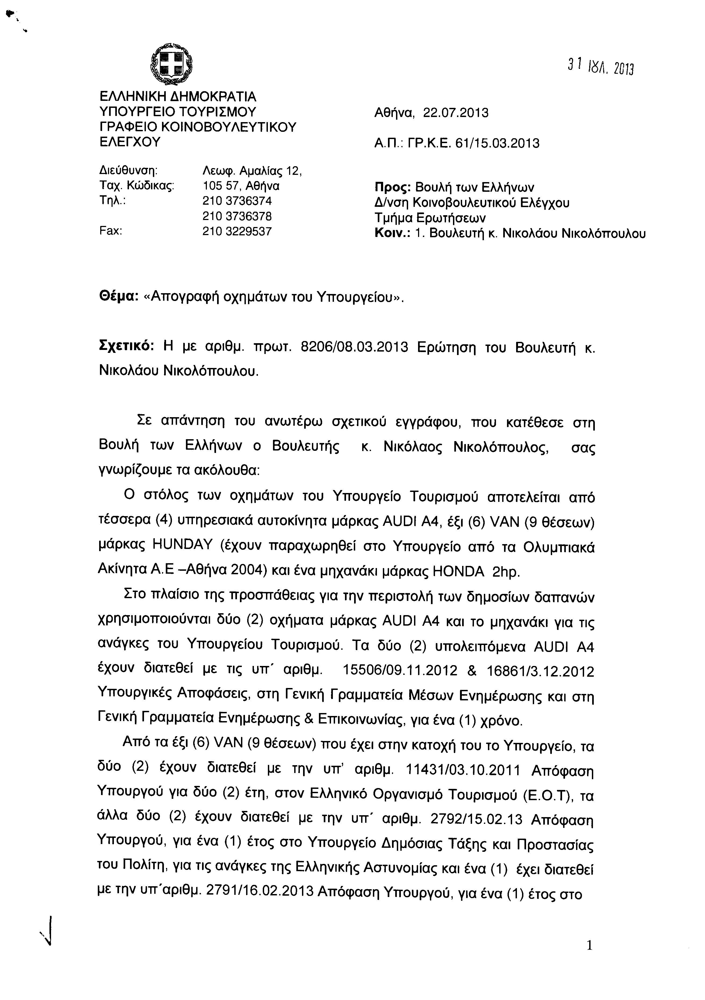 31 ΙΟΥΛ. 2013
ΕΛΛΗΝΙΚΗ ΔΗΜΟΚΡΑΤΙΑ
ΥΠΟΥΡΓΕΙΟ ΤΟΥΡΙΣΜΟΥ
ΓΡΑΦΕΙΟ ΚΟΙΝΟΒΟΥΛΕΥΤΙΚΟΥ
ΕΛΕΓΧΟΥ
Αθήνα, 22.07.2013
Α.Π.: ΓΡ.Κ.Ε. 61/15.03.2013
Διεύθυνση: Λεωφ. Αμαλίας 12,
Ταχ. Κώδικας: 105 57, Αθήνα
Τηλ.: 210 3736374
210 3736378
Fax: 210 3229537
Προς: Βουλή των Ελλήνων
Δ/νση Κοινοβουλευτικού Ελέγχου
Τμήμα Ερωτήσεων
Κοιν.: 1. Βουλευτή κ. Νικολάου Νικολόπουλου
Θέμα: «Απογραφή οχημάτων του Υπουργείου».
Σχετικό: Η με αριθμ. πρωτ. 8206/08.03.2013 Ερώτηση του Βουλευτή κ.
Νικολάου Νικολόπουλου.
Σε απάντηση του ανωτέρω σχετικού εγγράφου, που κατέθεσε στη
Βουλή των Ελλήνων ο Βουλευτής κ. Νικόλαος Νικολόπουλος, σας
γνωρίζουμε τα ακόλουθα:
Ο στόλος των οχημάτων του Υπουργείο Τουρισμού αποτελείται από
τέσσερα (4) υπηρεσιακά αυτοκίνητα μάρκας AUDI A4, έξι (6) VAN (9 θέσεων)
μάρκας HUNDAY (έχουν παραχωρηθεί στο Υπουργείο από τα Ολυμπιακά
Ακίνητα Α.Ε –Αθήνα 2004) και ένα μηχανάκι μάρκας HONDA 2hp.
Στο πλαίσιο της προσπάθειας για την περιστολή των δημοσίων δαπανών
χρησιμοποιούνται δύο (2) οχήματα μάρκας AUDI A4 και το μηχανάκι για τις
ανάγκες του Υπουργείου Τουρισμού. Τα δύο (2) υπολειπόμενα AUDI A4
έχουν διατεθεί με τις υπ΄ αριθμ. 15506/09.11.2012 & 16861/3.12.2012
Υπουργικές Αποφάσεις, στη Γενική Γραμματεία Μέσων Ενημέρωσης και στη
Γενική Γραμματεία Ενημέρωσης & Επικοινωνίας, για ένα (1) χρόνο.
Από τα έξι (6) VAN (9 θέσεων) που έχει στην κατοχή του το Υπουργείο, τα
δύο (2) έχουν διατεθεί με την υπ’ αριθμ. 11431/03.10.2011 Απόφαση
Υπουργού για δύο (2) έτη, στον Ελληνικό Οργανισμό Τουρισμού (Ε.Ο.Τ), τα
άλλα δύο (2) έχουν διατεθεί με την υπ΄ αριθμ. 2792/15.02.13 Απόφαση
Υπουργού, για ένα (1) έτος στο Υπουργείο Δημόσιας Τάξης και Προστασίας
του Πολίτη, για τις ανάγκες της Ελληνικής Αστυνομίας και ένα (1) έχει διατεθεί
με την υπ΄αριθμ. 2791/16.02.2013 Απόφαση Υπουργού, για ένα (1) έτος στο
1